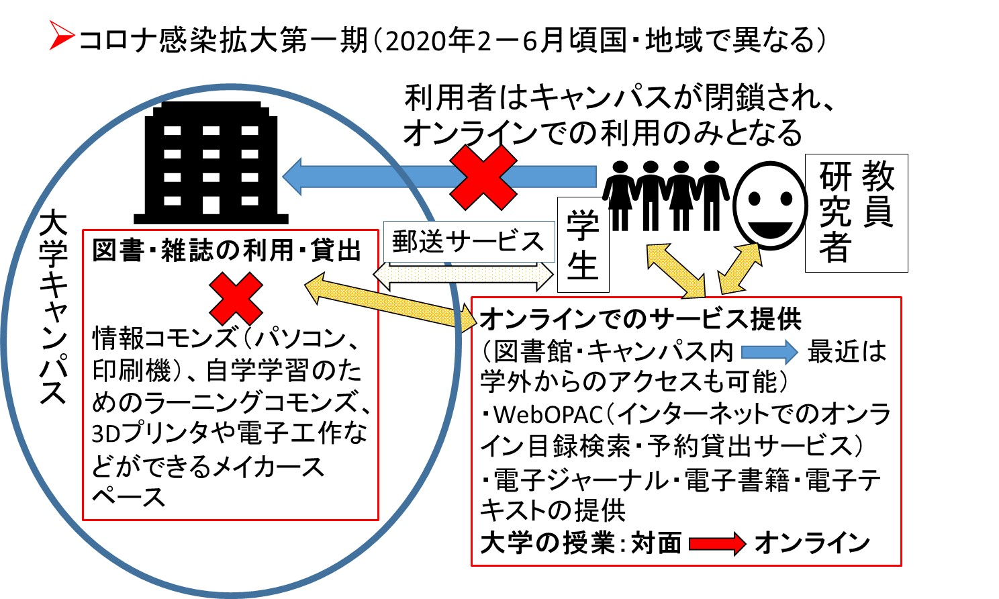 コロナ感染拡大第一期（2020年2－6月頃国・地域で異なる）
利用者はキャンパスが閉鎖され、
オンラインでの利用のみとなる
大学キャンパス
図書・雑誌の利用・貸出
情報コモンズ（パソコン、
印刷機）、自学学習のた
めのラーニングコモンズ、
3Dプリンタや電子工作な
どができるメイカース
ペース
郵送サービス
学生
教員
研究者
オンラインでのサービス提供
（図書館・キャンパス内 最近は
学外からのアクセスも可能）
・WebOPAC（インターネットでのオンラ
イン目録検索・予約貸出サービス）
・電子ジャーナル・電子書籍・電子テ
キストの提供
大学の授業：対面 オンライン